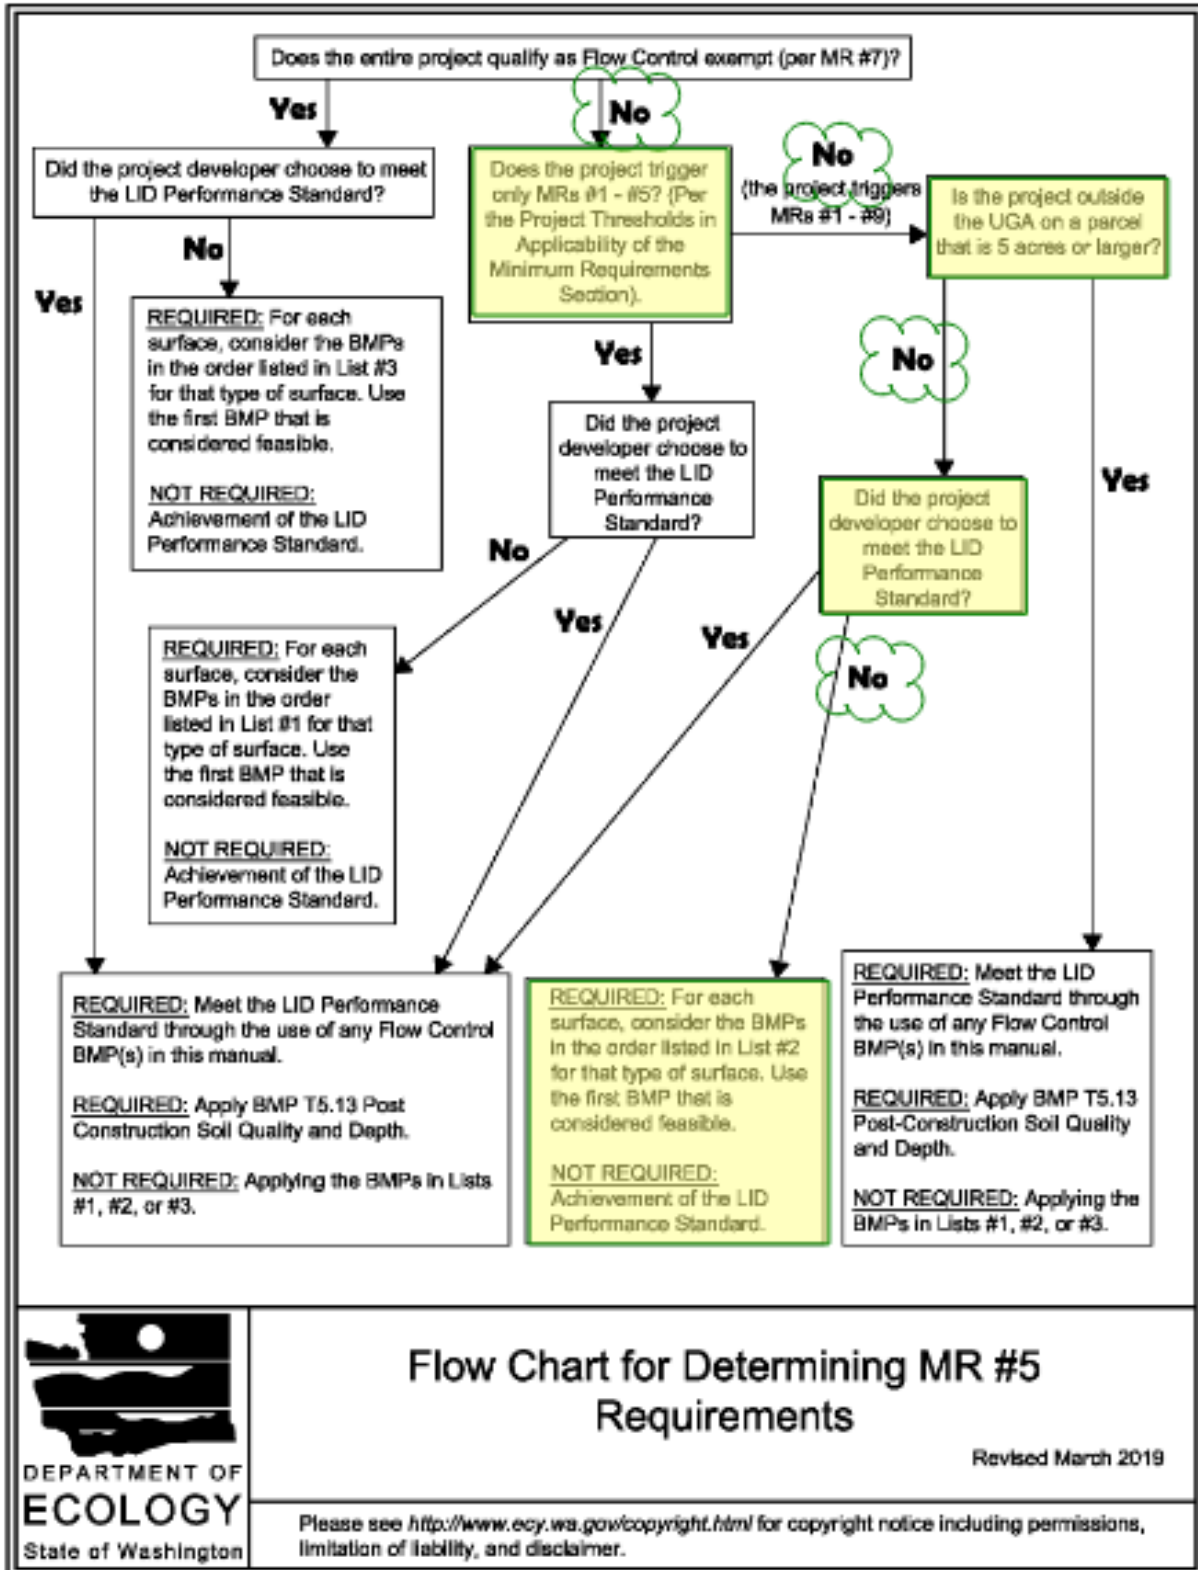 Does the entire project qualify as Flow Control exempt (per MR #7)?
Yes
No
Did the project developer choose to meet
the LID Performance Standard?
Does the project trigger
only MRs #1 - #5? (Per
the Project Thresholds in
Applicability of the
Minimum Requirements
Section).
No
(the project triggers
MRs #1 - #9)
Is the project outside
the UGA on a parcel
that is 5 acres or larger?
Yes
No
REQUIRED: For each
surface, consider the BMPs
in the order listed in List #3
for that type of surface. Use
the first BMP that is
considered feasible.
NOT REQUIRED:
Achievement of the LID
Performance Standard.
Yes
No
Yes
Did the project
developer choose to
meet the LID
Performance
Standard?
Did the project
developer choose to
meet the LID
Performance
Standard?
No
Yes
Yes
No
REQUIRED: For each
surface, consider the
BMPs in the order
listed in List #1 for that
type of surface. Use
the first BMP that is
considered feasible.
NOT REQUIRED:
Achievement of the LID
Performance Standard.
REQUIRED: Meet the LID Performance
Standard through the use of any Flow Control
BMP(s) in this manual.
REQUIRED: Apply BMP T5.13 Post
Construction Soil Quality and Depth.
NOT REQUIRED: Applying the BMPs in Lists
#1, #2, or #3.
REQUIRED: For each
surface, consider the BMPs
in the order listed in List #2
for that type of surface. Use
the first BMP that is
considered feasible.
NOT REQUIRED:
Achievement of the LID
Performance Standard.
REQUIRED: Meet the LID
Performance Standard through
the use of any Flow Control
BMP(s) in this manual.
REQUIRED: Apply BMP T5.13
Post-Construction Soil Quality
and Depth.
NOT REQUIRED: Applying the
BMPs in Lists #1, #2, or #3.
DEPARTMENT OF
ECOLOGY
State of Washington
Flow Chart for Determining MR #5
Requirements
Revised March 2019
Please see http://www.ecy.wa.gov/copyright.html for copyright notice including permissions,
limitation of liability, and disclaimer.